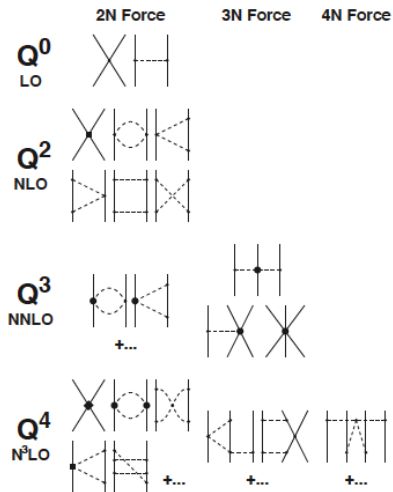 2N Force 3N Force 4N Force
Q⁰
LO
Q²
NLO
Q³
NNLO
+...
Q⁴
N³LO
+... +... +...